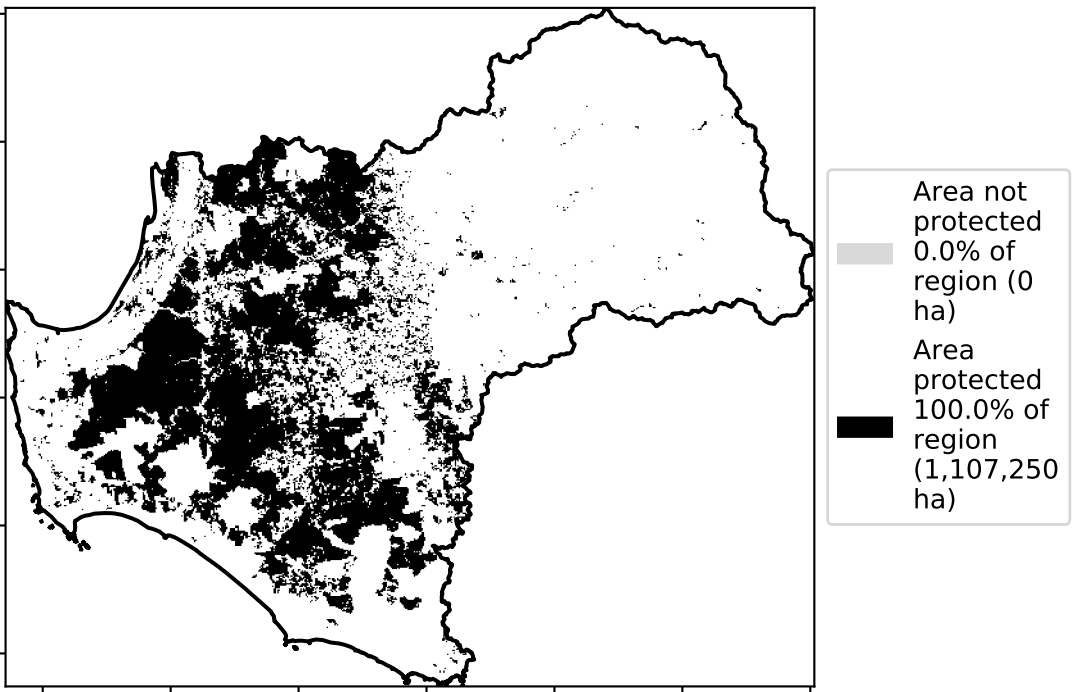 Area not
protected
0.0% of
region (0
ha)
Area
protected
100.0% of
region
(1,107,250
ha)